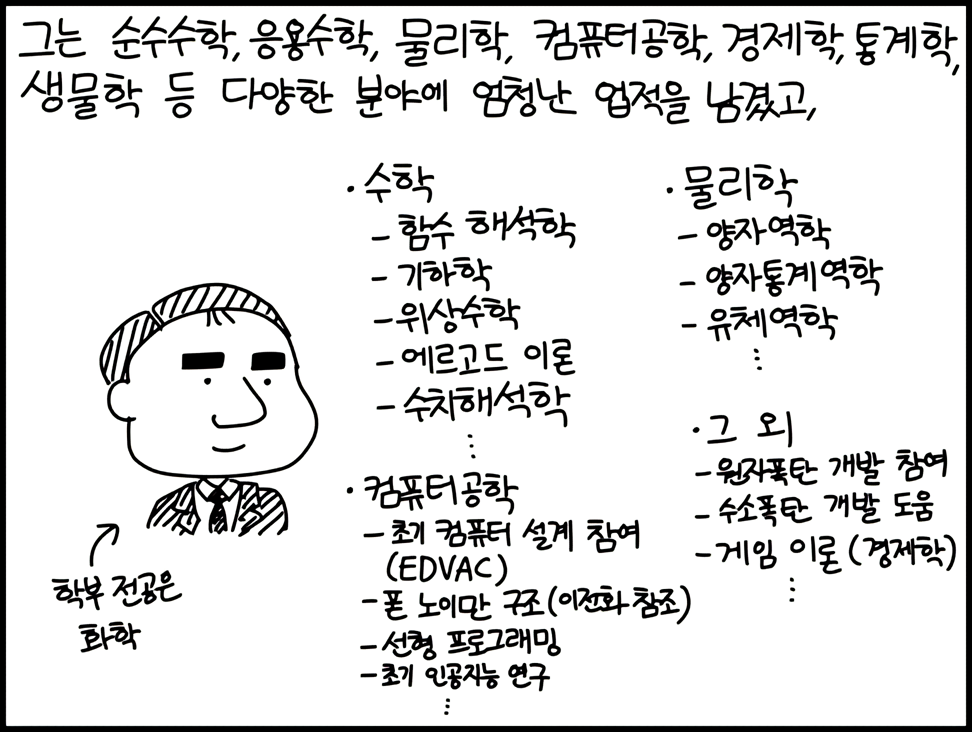 그는 순수수학, 응용수학, 물리학, 컴퓨터공학, 경제학, 통계학,
생물학 등 다양한 분야에 엄청난 업적을 남겼고,
· 수학
- 함수 해석학
- 기하학
- 위상수학
- 에르고드 이론
- 수치해석학
⋮
· 컴퓨터공학
- 초기 컴퓨터 설계 참여
(EDVAC)
- 폰 노이만 구조(이전화 참조)
- 선형 프로그래밍
- 초기 인공지능 연구
⋮
· 물리학
- 양자역학
- 양자통계역학
- 유체역학
⋮
· 그 외
- 원자폭탄 개발 참여
- 수소폭탄 개발 도움
- 게임 이론(경제학)
⋮
학부 전공은
화학